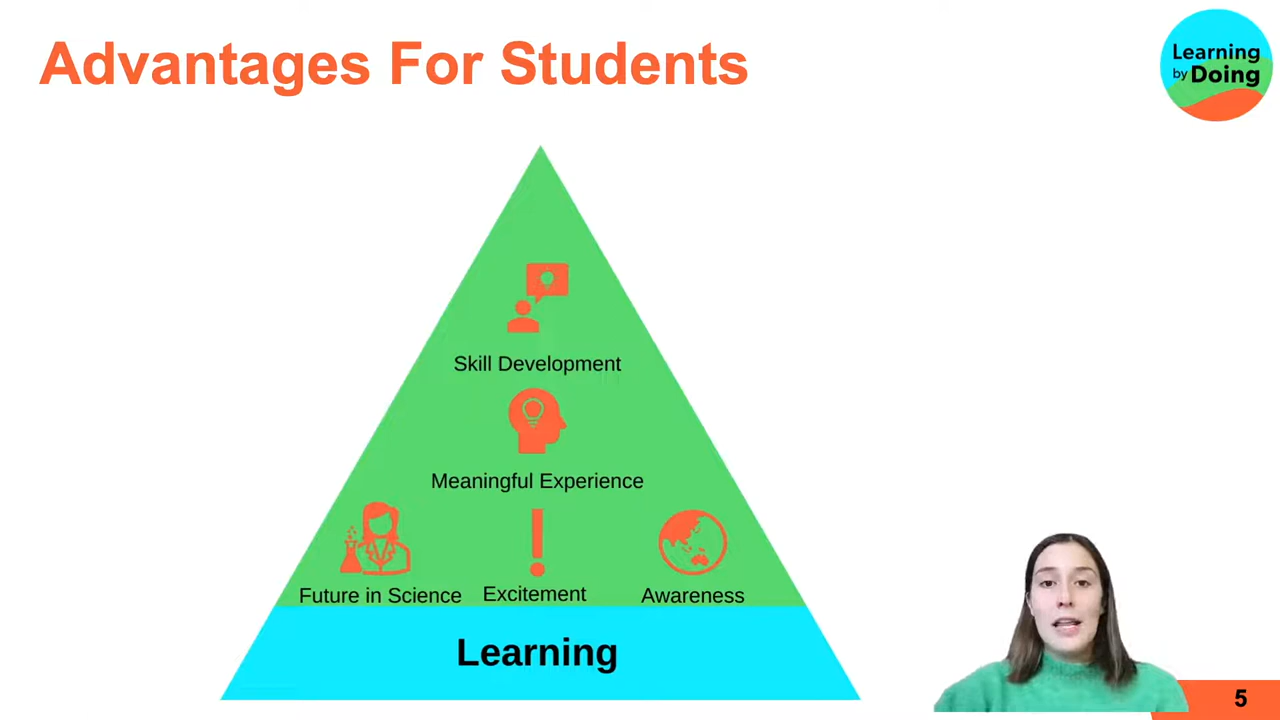 Advantages For Students
Learning
by Doing
Skill Development
Meaningful Experience
Future in Science
Excitement
Awareness
Learning
5